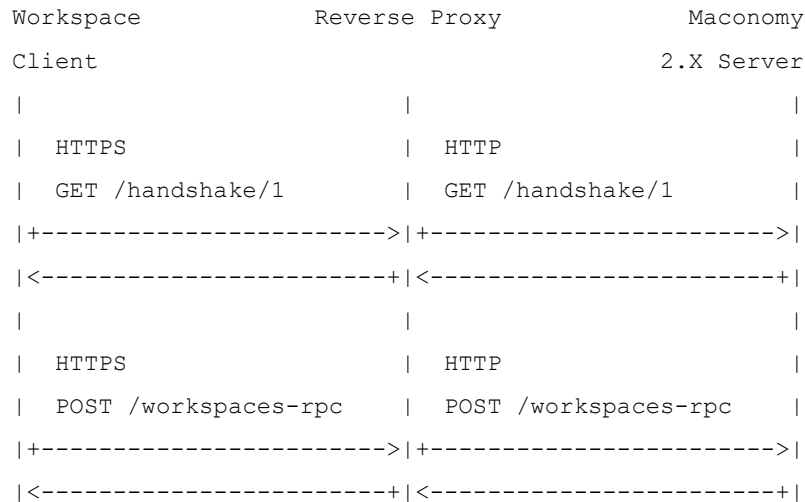 Workspace            Reverse Proxy             Maconomy
Client                                       2.X Server
|                          |                          |
|  HTTPS                   |  HTTP                    |
|  GET /handshake/1        |  GET /handshake/1        |
|+------------------------>|+------------------------>|
|<------------------------+|<------------------------+|
|                          |                          |
|  HTTPS                   |  HTTP                    |
|  POST /workspaces-rpc    |  POST /workspaces-rpc    |
|+------------------------>|+------------------------>|
|<------------------------+|<------------------------+|